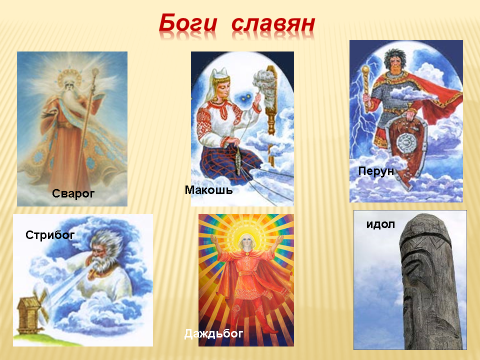 Боги славян
Сварог
Макошь
Перун
Стрибог
Даждьбог
идол